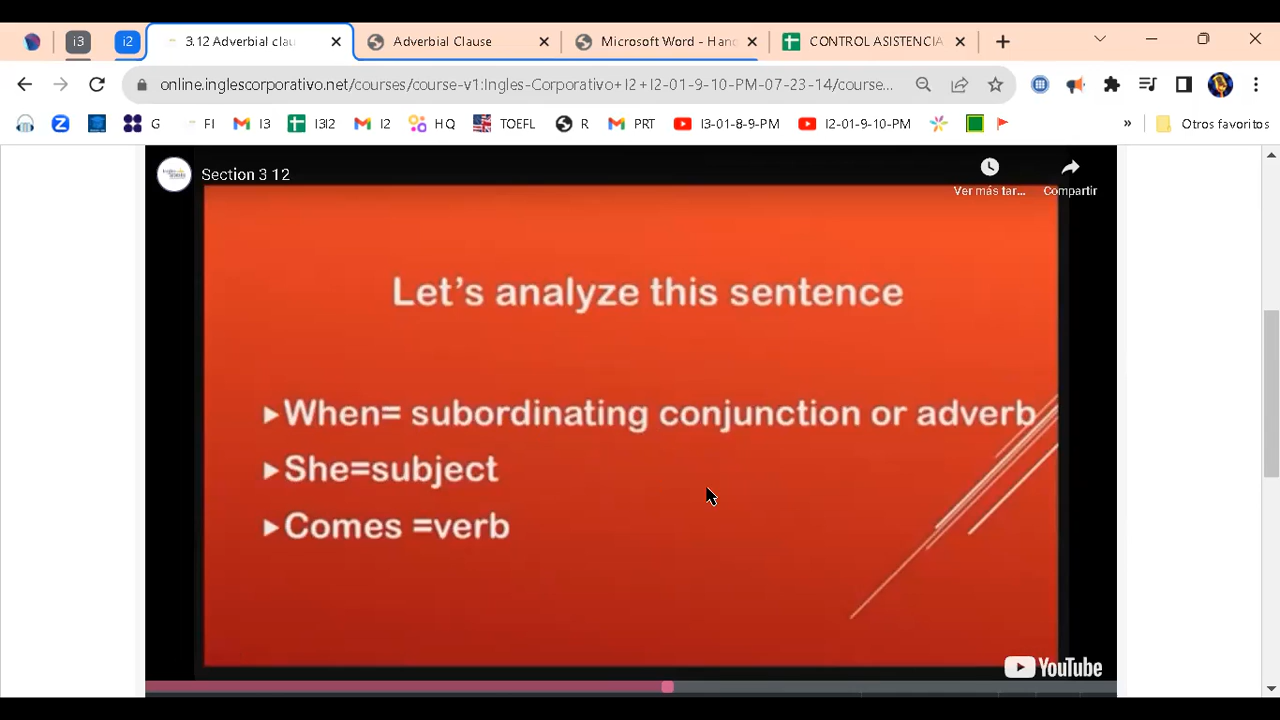 i3
i2
3.12 Adverbial clau
Adverbial Clause
Microsoft Word - Hand
CONTROL ASISTENCIA
online.inglescorporativo.net/courses/course-v1:Ingles-Corporativo+I2+I2-01-9-10-PM-07-23-14/course...
G
FI
I3
I3I2
I2
HQ
TOEFL
R
PRT
I3-01-8-9-PM
I2-01-9-10-PM
»
Otros favoritos
Section 3 12
Ver más tar...
Compartir
Let's analyze this sentence
When= subordinating conjunction or adverb
She=subject
Comes =verb
YouTube